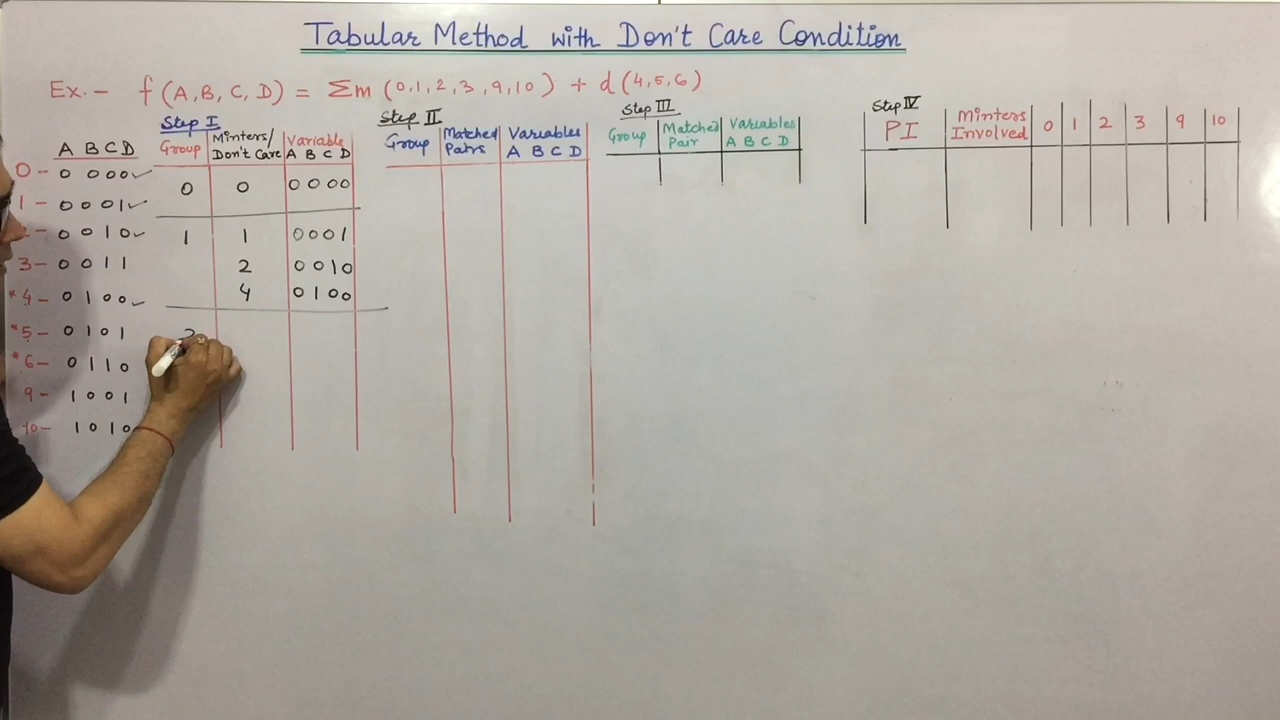 Tabular Method with Don't Care Condition
Ex.- f(A,B,C,D) = Σm (0,1,2,3,9,10) + d(4,5,6)
A B C D
0 - 0 0 0 0 ✓
1 - 0 0 0 1 ✓
- 0 0 1 0 ✓
3 - 0 0 1 1
*4 - 0 1 0 0 ✓
*5 - 0 1 0 1
*6 - 0 1 1 0
9 - 1 0 0 1
10 - 1 0 1 0
Step I
Group Minters/ Don't Care Variable
A B C D
0 0 0 0 0 0
1 1 0 0 0 1
2 0 0 1 0
4 0 1 0 0
2
Step II
Group Matched Pairs Variables
A B C D
Step III
Group Matched Pair Variables
A B C D
Step IV
PI Minters Involved 0 1 2 3 9 10